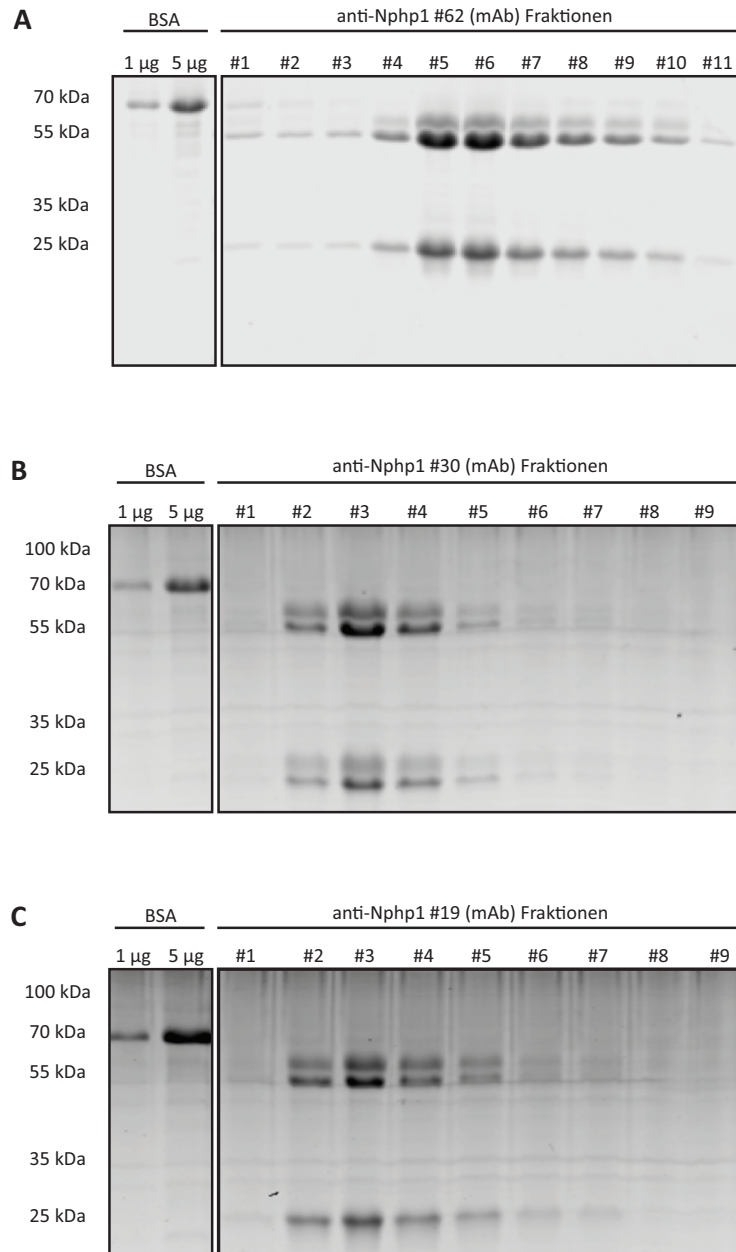 A
BSA
anti-Nphp1 #62 (mAb) Fraktionen
1 µg 5 µg #1 #2 #3 #4 #5 #6 #7 #8 #9 #10 #11
70 kDa
55 kDa
35 kDa
25 kDa
B
BSA
anti-Nphp1 #30 (mAb) Fraktionen
1 µg 5 µg #1 #2 #3 #4 #5 #6 #7 #8 #9
100 kDa
70 kDa
55 kDa
35 kDa
25 kDa
C
BSA
anti-Nphp1 #19 (mAb) Fraktionen
1 µg 5 µg #1 #2 #3 #4 #5 #6 #7 #8 #9
100 kDa
70 kDa
55 kDa
35 kDa
25 kDa